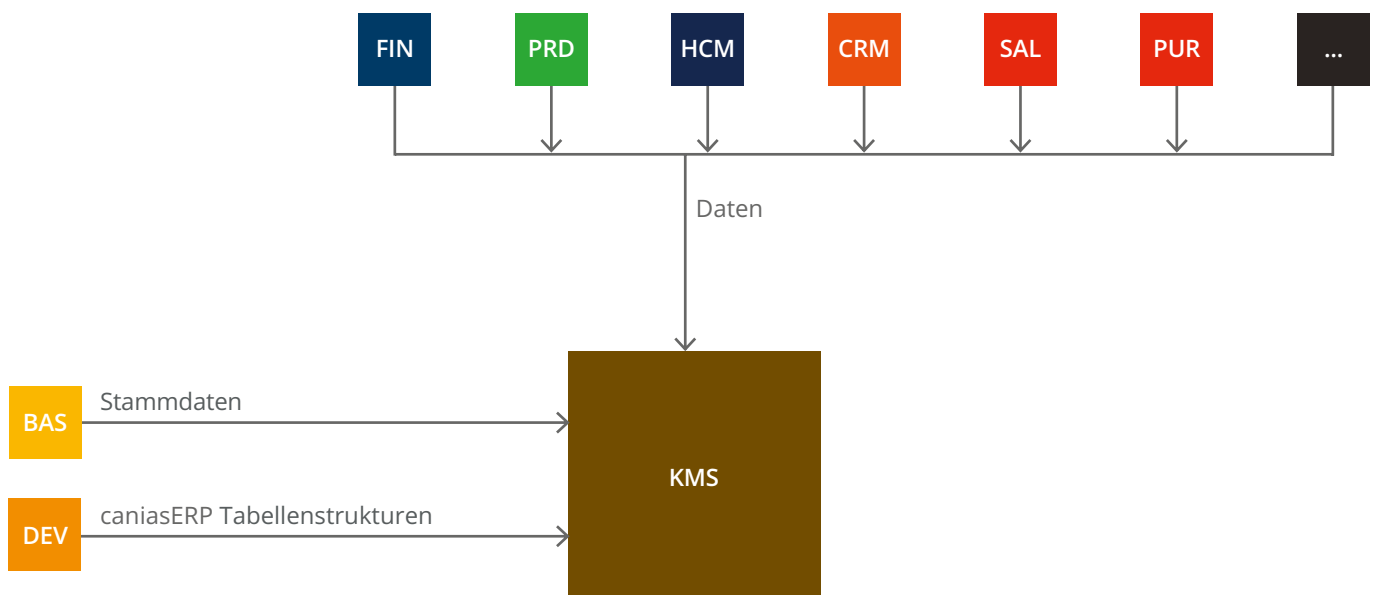 FIN
PRD
HCM
CRM
SAL
PUR
...
Daten
BAS
Stammdaten
KMS
DEV
caniasERP Tabellenstrukturen